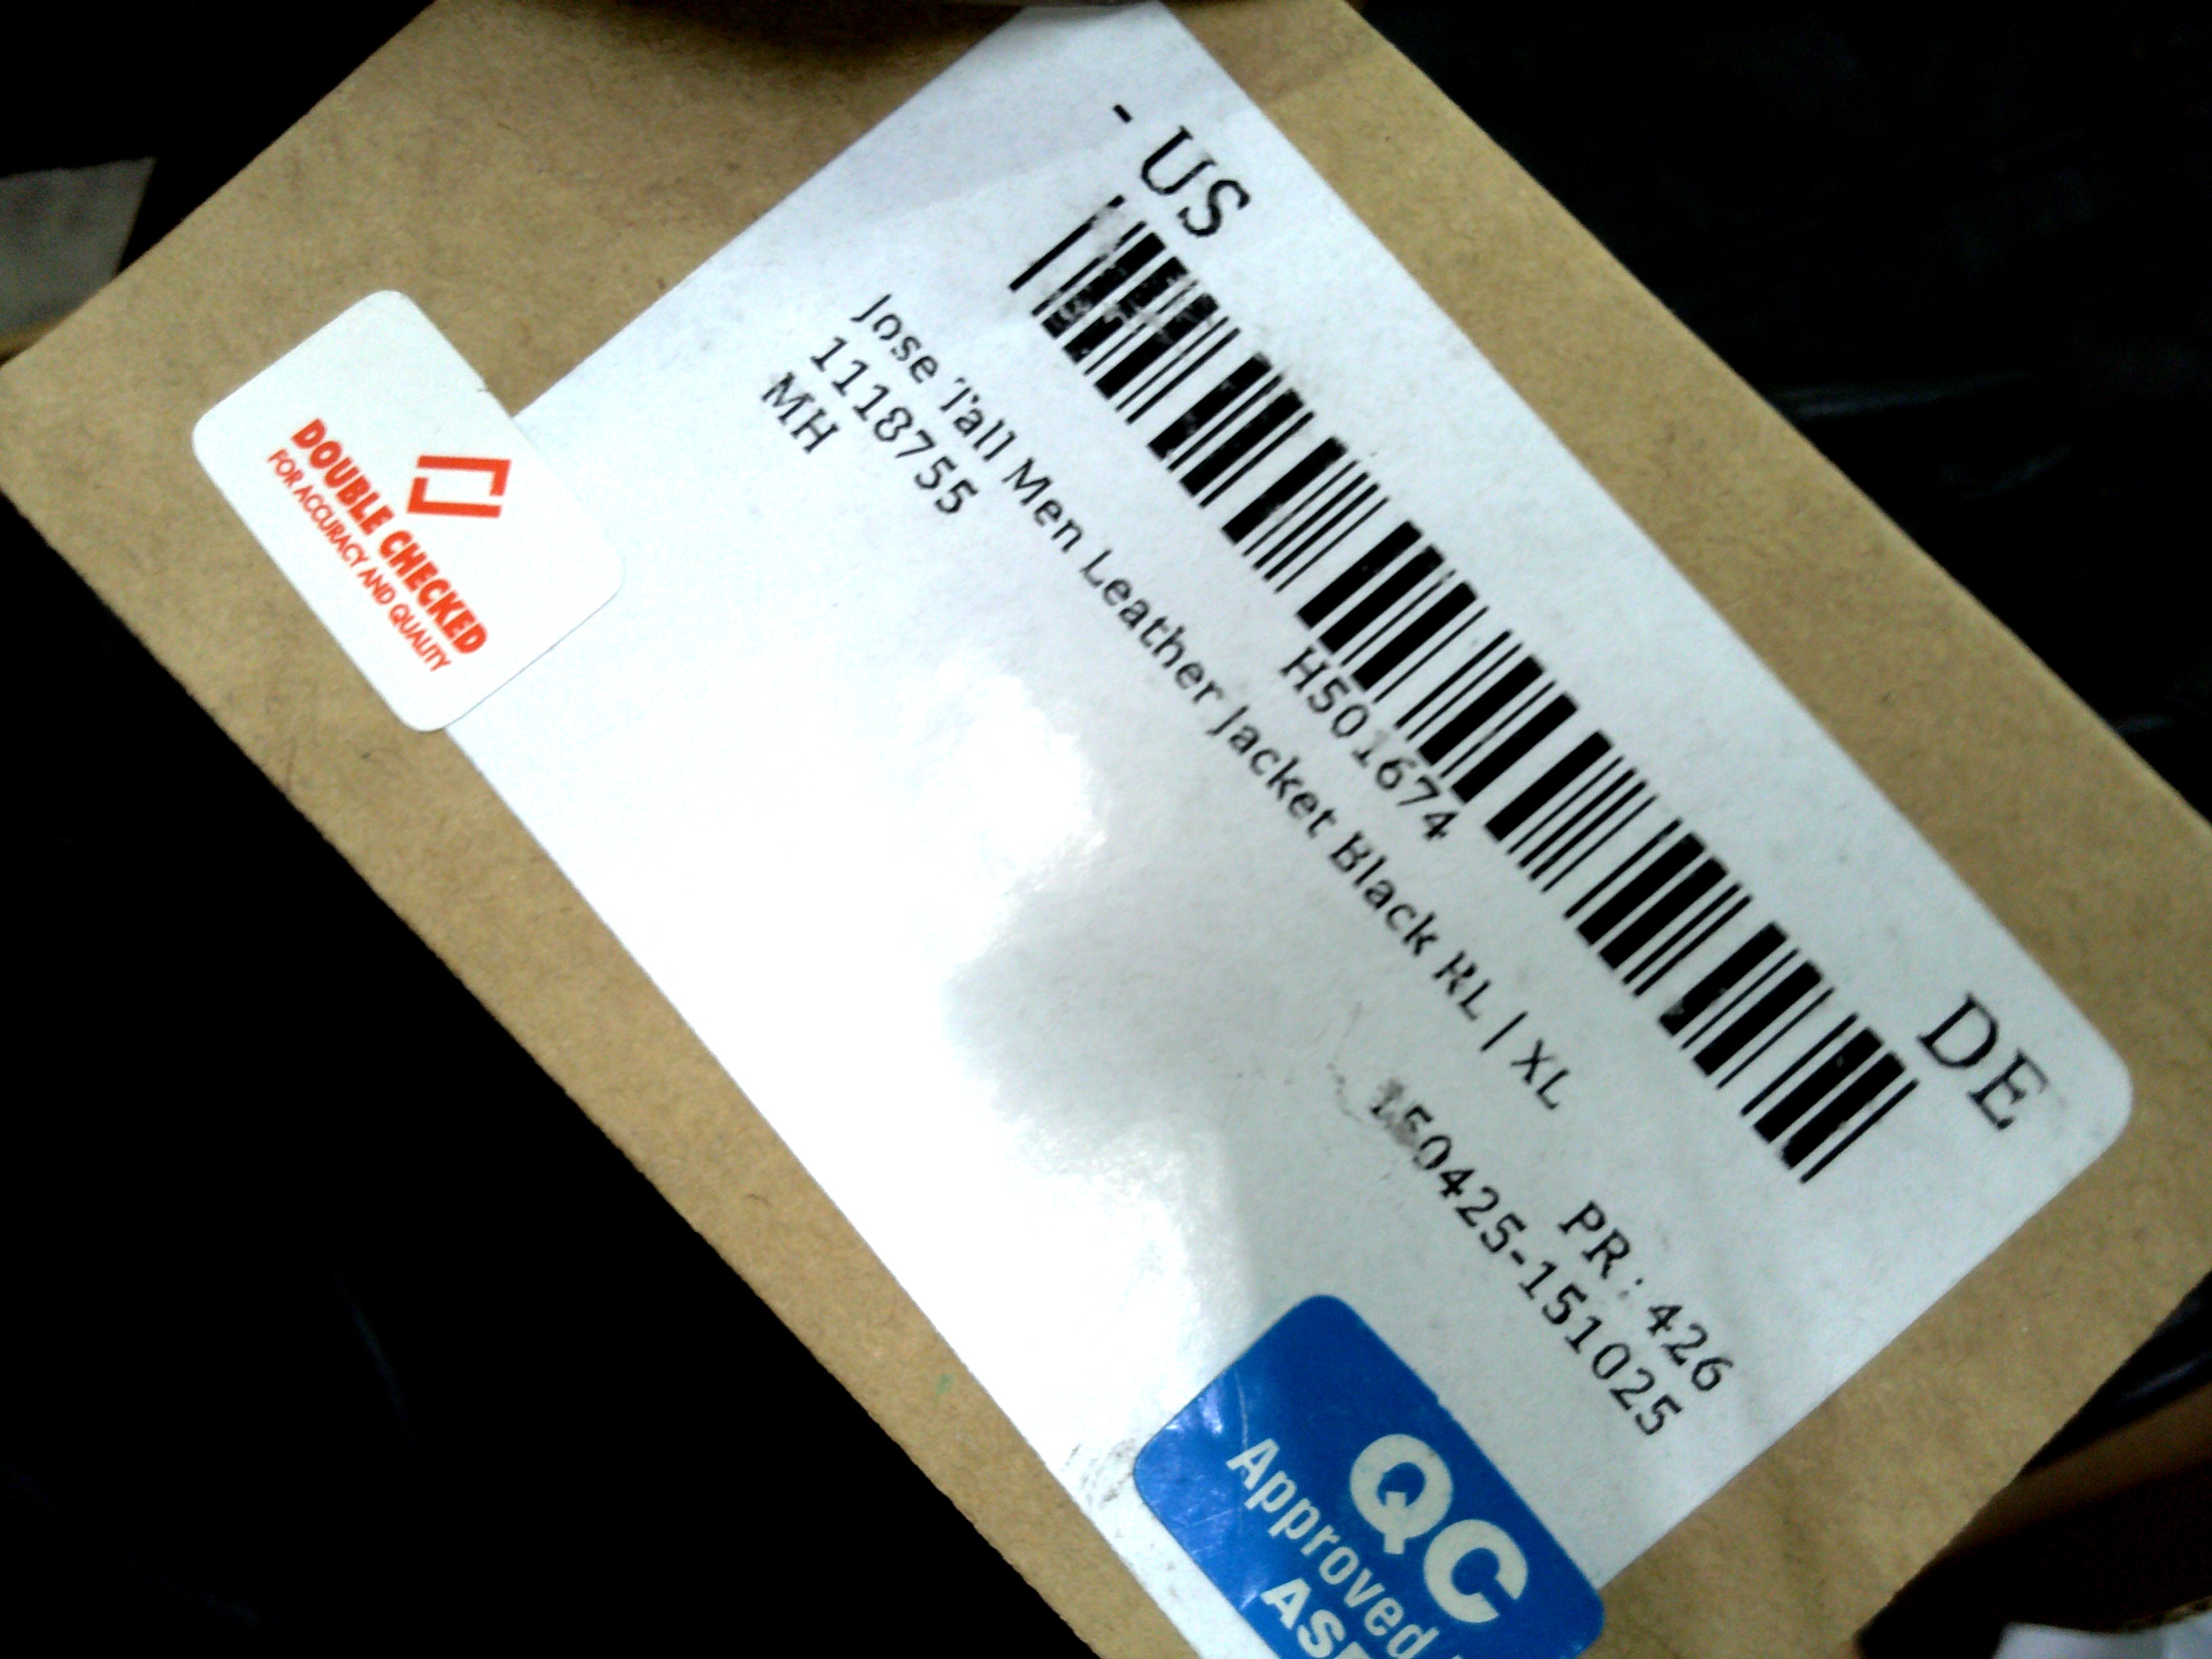 - US
DE
H501674
Jose Tall Men Leather Jacket Black RL | XL
1118755
MH
PR: 426
150425-151025
DOUBLE CHECKED
FOR ACCURACY AND QUALITY
QC
Approved